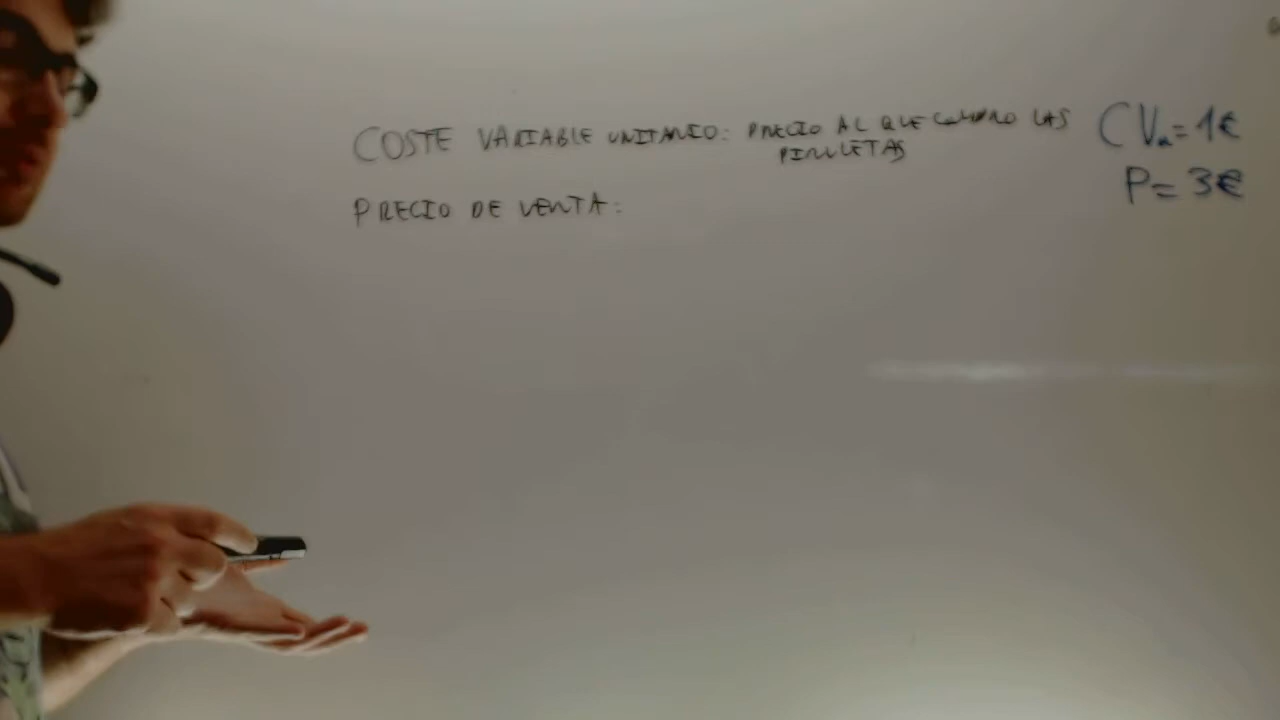 COSTE VARIABLE UNITARIO: PRECIO AL QUE COMPRO LAS
PIRULETAS
CVu=1€
P=3€
PRECIO DE VENTA: